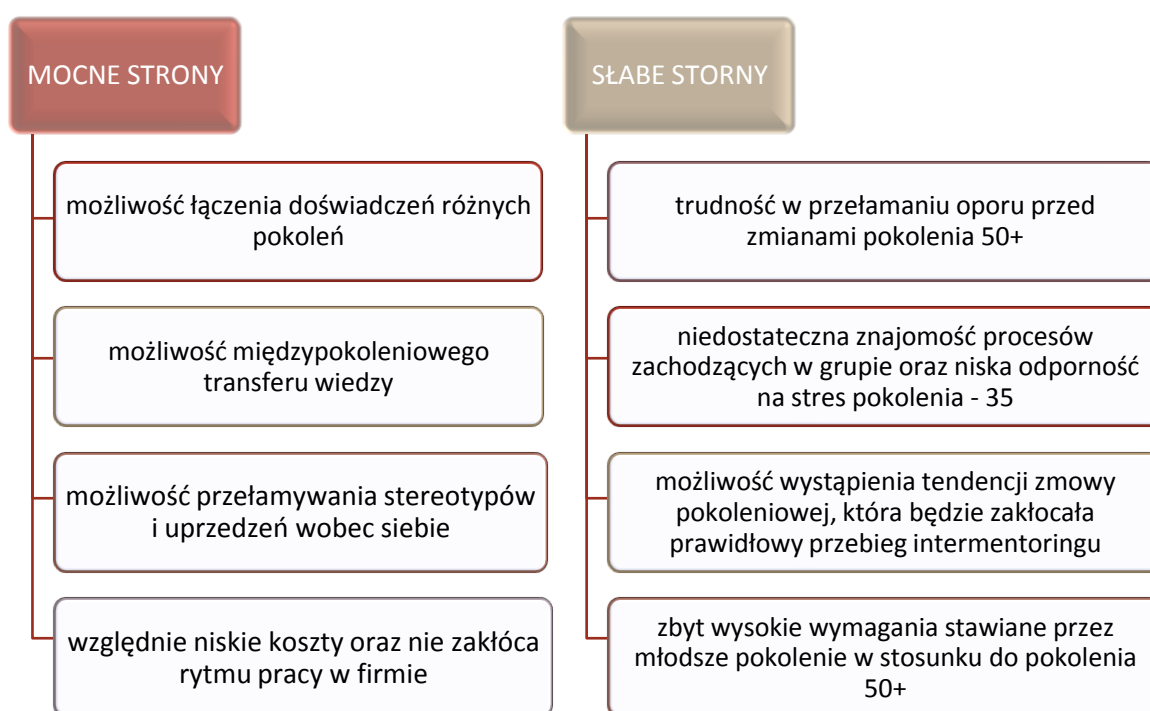 MOCNE STRONY
możliwość łączenia doświadczeń różnych
pokoleń
możliwość międzypokoleniowego
transferu wiedzy
możliwość przełamywania stereotypów
i uprzedzeń wobec siebie
względnie niskie koszty oraz nie zakłóca
rytmu pracy w firmie
SŁABE STORNY
trudność w przełamaniu oporu przed
zmianami pokolenia 50+
niedostateczna znajomość procesów
zachodzących w grupie oraz niska odporność
na stres pokolenia - 35
możliwość wystąpienia tendencji zmowy
pokoleniowej, która będzie zakłocała
prawidłowy przebieg intermentoringu
zbyt wysokie wymagania stawiane przez
młodsze pokolenie w stosunku do pokolenia
50+